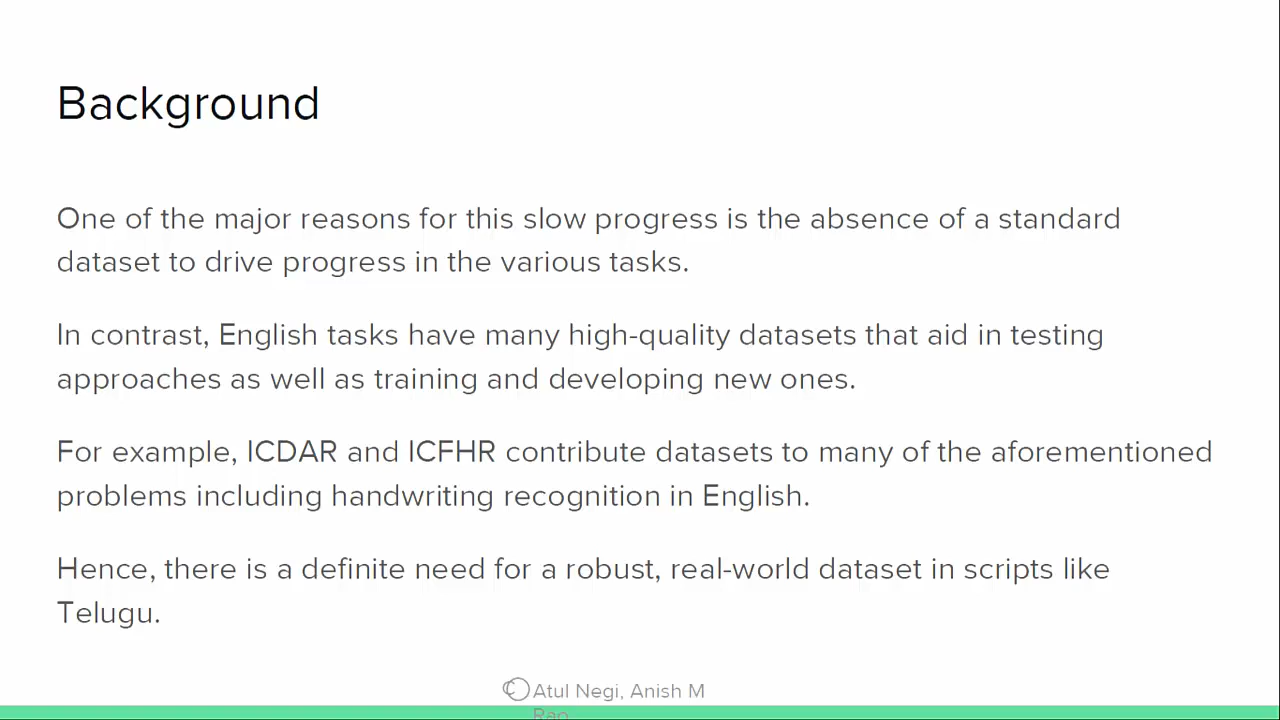 Background
One of the major reasons for this slow progress is the absence of a standard
dataset to drive progress in the various tasks.
In contrast, English tasks have many high-quality datasets that aid in testing
approaches as well as training and developing new ones.
For example, ICDAR and ICFHR contribute datasets to many of the aforementioned
problems including handwriting recognition in English.
Hence, there is a definite need for a robust, real-world dataset in scripts like
Telugu.
© Atul Negi, Anish M
Rao